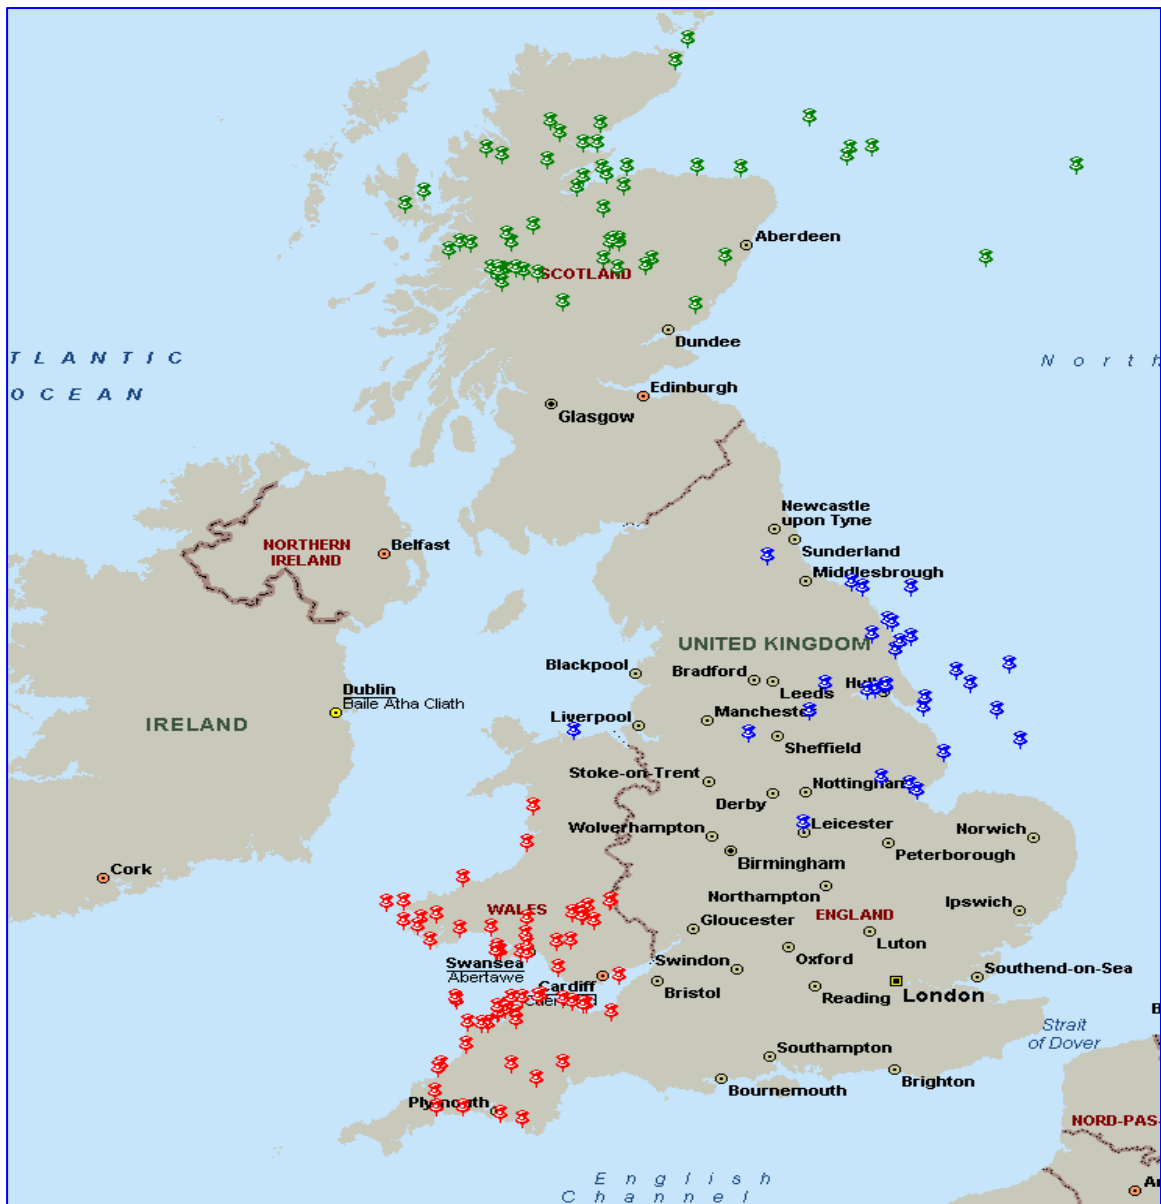 Aberdeen
SCOTLAND
Dundee
TLANTIC
OCEAN
North
Edinburgh
Glasgow
Newcastle
upon Tyne
NORTHERN
IRELAND
Belfast
Sunderland
Middlesbrough
UNITED KINGDOM
Blackpool
Bradford
Leeds
Hull
Dublin
Baile Atha Cliath
IRELAND
Liverpool
Manchester
Sheffield
Stoke-on-Trent
Nottingham
Derby
Wolverhampton
Leicester
Norwich
Birmingham
Peterborough
Cork
Northampton
WALES
ENGLAND
Ipswich
Gloucester
Luton
Swansea
Abertawe
Oxford
Swindon
Southend-on-Sea
Cardiff
Bristol
Reading
London
Strait
of Dover
B
Southampton
Brighton
Bournemouth
Plymouth
NORD-PAS-
English
Channel